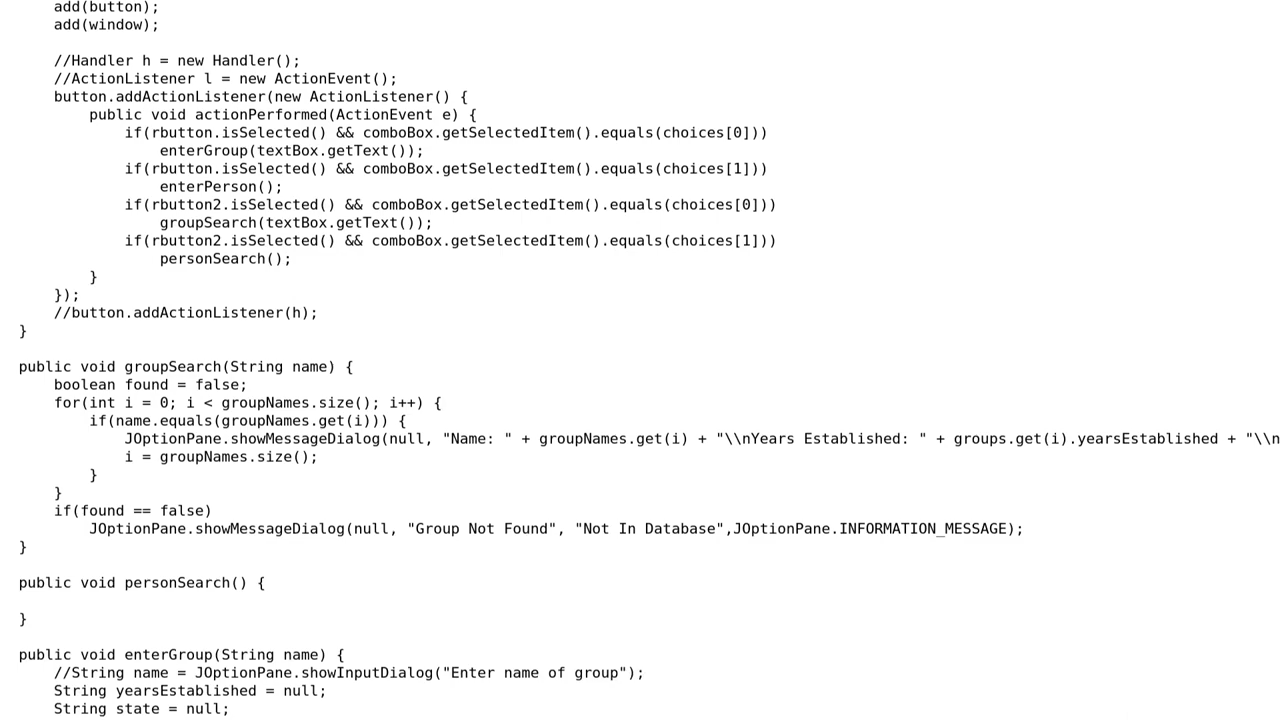 add(button);
add(window);
//Handler h = new Handler();
//ActionListener l = new ActionEvent();
button.addActionListener(new ActionListener() {
public void actionPerformed(ActionEvent e) {
if(rbutton.isSelected() && comboBox.getSelectedItem().equals(choices[0]))
enterGroup(textBox.getText());
if(rbutton.isSelected() && comboBox.getSelectedItem().equals(choices[1]))
enterPerson();
if(rbutton2.isSelected() && comboBox.getSelectedItem().equals(choices[0]))
groupSearch(textBox.getText());
if(rbutton2.isSelected() && comboBox.getSelectedItem().equals(choices[1]))
personSearch();
}
});
//button.addActionListener(h);
}
public void groupSearch(String name) {
boolean found = false;
for(int i = 0; i < groupNames.size(); i++) {
if(name.equals(groupNames.get(i))) {
JOptionPane.showMessageDialog(null, "Name: " + groupNames.get(i) + "\\nYears Established: " + groups.get(i).yearsEstablished + "\\n
i = groupNames.size();
}
}
if(found == false)
JOptionPane.showMessageDialog(null, "Group Not Found", "Not In Database",JOptionPane.INFORMATION_MESSAGE);
}
public void personSearch() {
}
public void enterGroup(String name) {
//String name = JOptionPane.showInputDialog("Enter name of group");
String yearsEstablished = null;
String state = null;